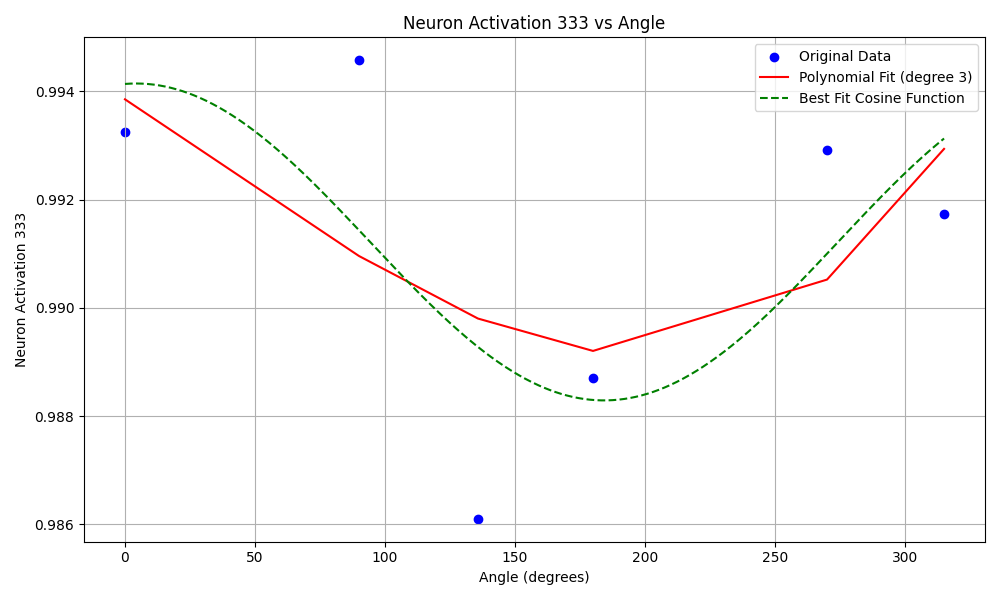 Neuron Activation 333 vs Angle
Original Data
Polynomial Fit (degree 3)
Best Fit Cosine Function
Neuron Activation 333
0.994
0.992
0.990
0.988
0.986
0
50
100
150
200
250
300
Angle (degrees)